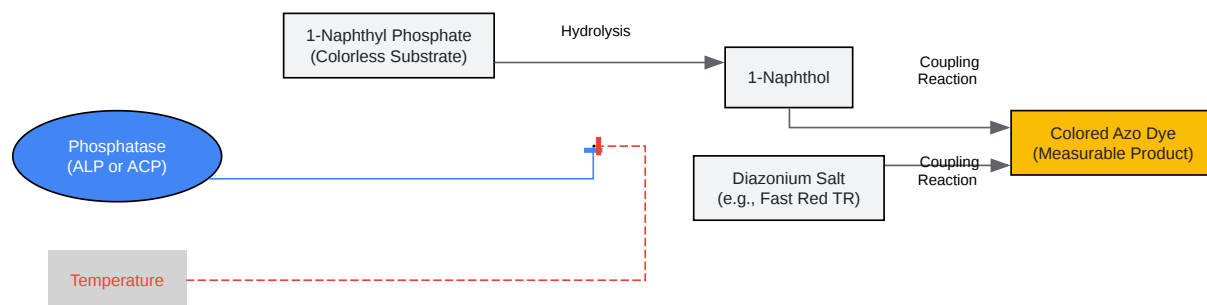 1-Naphthyl Phosphate
(Colorless Substrate)
Hydrolysis
1-Naphthol
Coupling
Reaction
Phosphatase
(ALP or ACP)
Colored Azo Dye
(Measurable Product)
Diazonium Salt
(e.g., Fast Red TR)
Coupling
Reaction
Temperature